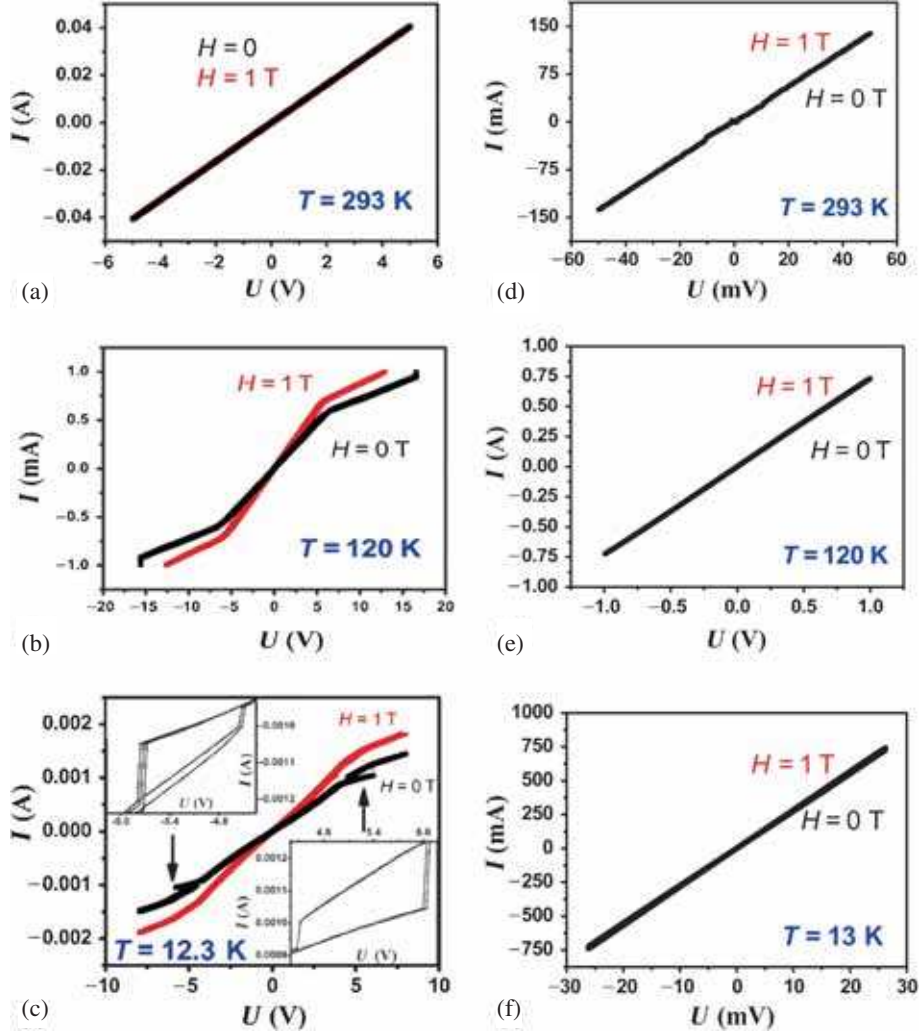 0.04
0.02
0.00
−0.02
−0.04
I (A)
H = 0
H = 1 T
T = 293 K
−6 −4 −2 0 2 4 6
(a)
U (V)
150
75
0
−75
−150
I (mA)
H = 1 T
H = 0 T
T = 293 K
−60 −40 −20 0 20 40 60
(d)
U (mV)
1.0
0.5
0.0
−0.5
−1.0
I (mA)
H = 1 T
H = 0 T
T = 120 K
−20 −15 −10 −5 0 5 10 15 20
(b)
U (V)
1.00
0.75
0.50
0.25
0.00
−0.25
−0.50
−0.75
−1.00
I (A)
H = 1 T
H = 0 T
T = 120 K
−1.0 −0.5 0.0 0.5 1.0
(e)
U (V)
0.002
0.001
0.000
−0.001
−0.002
I (A)
U (V)
I (A)
H = 1 T
H = 0 T
0.0012
0.0011
0.0010
I (A)
U (V)
T = 12.3 K
−10 −5 0 5 10
(c)
U (V)
1000
750
500
250
0
−250
−500
−750
I (mA)
H = 1 T
H = 0 T
T = 13 K
−30 −20 −10 0 10 20 30
(f)
U (mV)